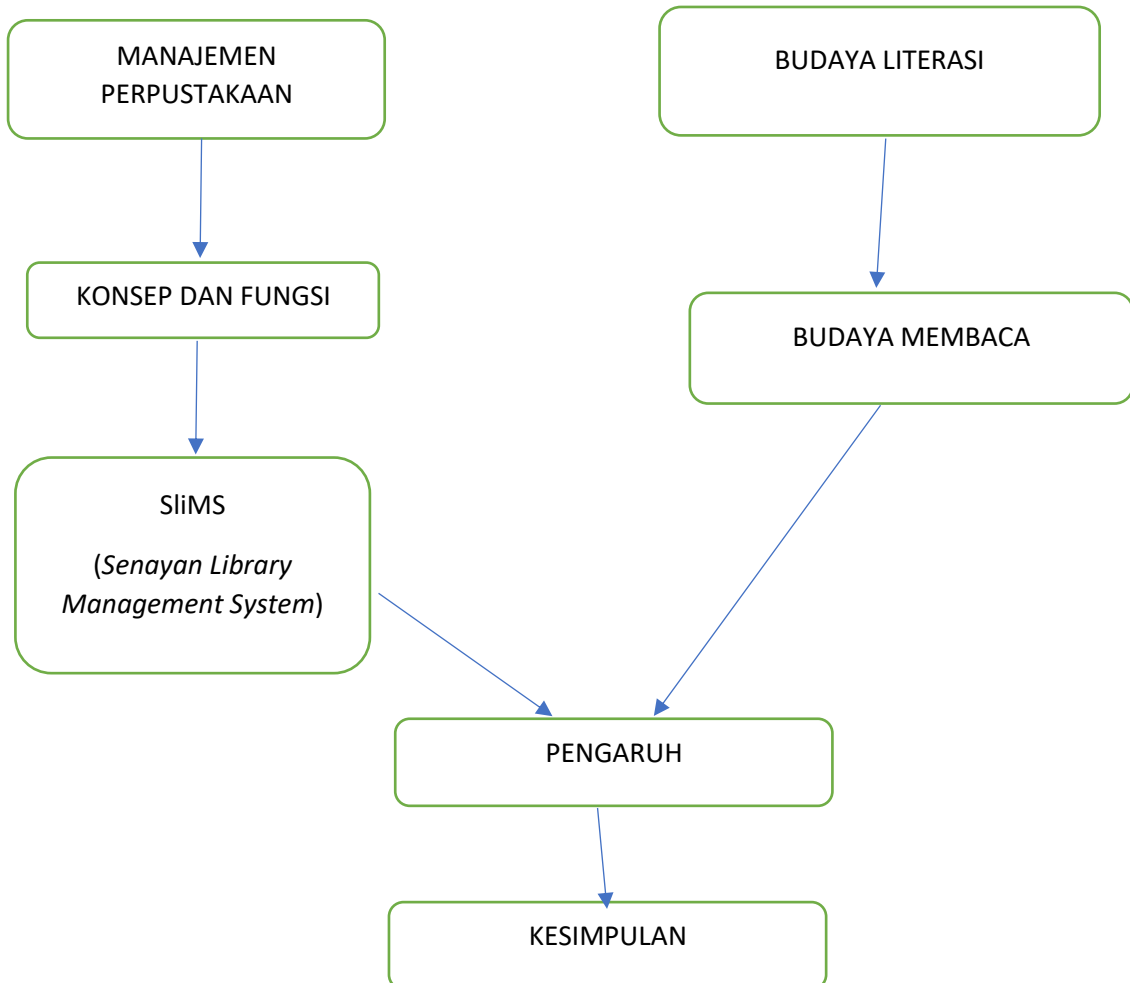 MANAJEMEN
PERPUSTAKAAN
BUDAYA LITERASI
KONSEP DAN FUNGSI
BUDAYA MEMBACA
SliMS
(Senayan Library
Management System)
PENGARUH
KESIMPULAN